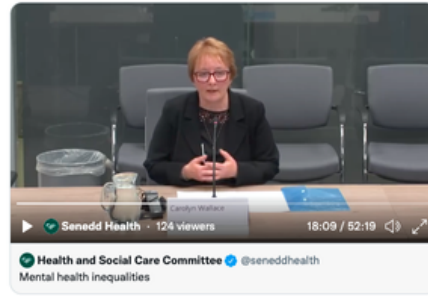 Carolyn Wallace
Senedd Health · 124 viewers
18:09 / 52:19
Health and Social Care Committee @seneddhealth
Mental health inequalities